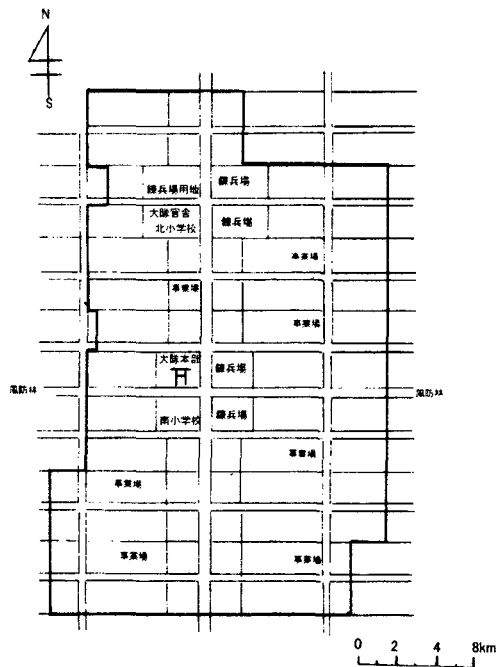 N
S
練兵場用地
練兵場
大隊官舎
北小学校
練兵場
事業場
事業場
事業場
大隊本部
練兵場
風防林
風防林
南小学校
練兵場
事業場
事業場
事業場
事業場
0 2 4 8km